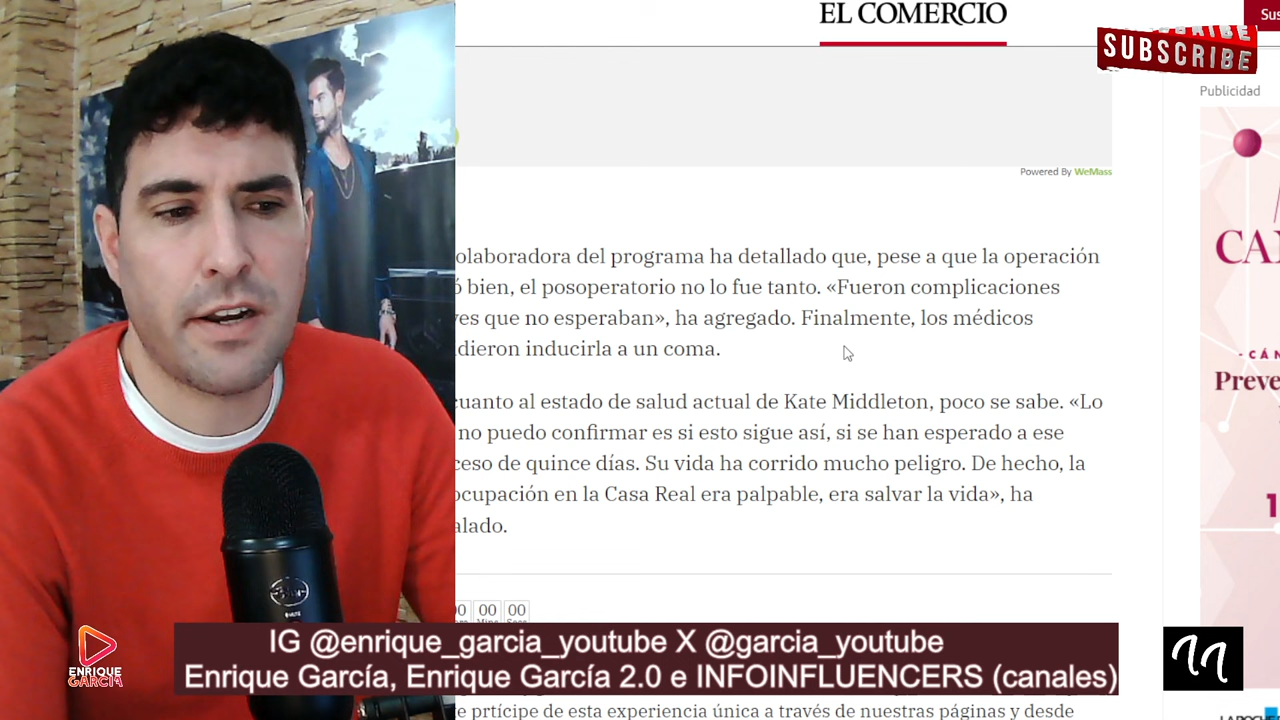 EL COMERCIO
Sus
SUBSCRIBE
Publicidad
Powered By WeMass
olaboradora del programa ha detallado que, pese a que la operación
ó bien, el posoperatorio no lo fue tanto. «Fueron complicaciones
ves que no esperaban», ha agregado. Finalmente, los médicos
dieron inducirla a un coma.
cuanto al estado de salud actual de Kate Middleton, poco se sabe. «Lo
no puedo confirmar es si esto sigue así, si se han esperado a ese
ceso de quince días. Su vida ha corrido mucho peligro. De hecho, la
ocupación en la Casa Real era palpable, era salvar la vida», ha
alado.
00 00 00
CA
- CÁN
Preve
1
IG @enrique_garcia_youtube X @garcia_youtube
Enrique García, Enrique García 2.0 e INFOINFLUENCERS (canales)
ENRIQUE
GARCÍA
te prtícipe de esta experiencia única a través de nuestras páginas y desde